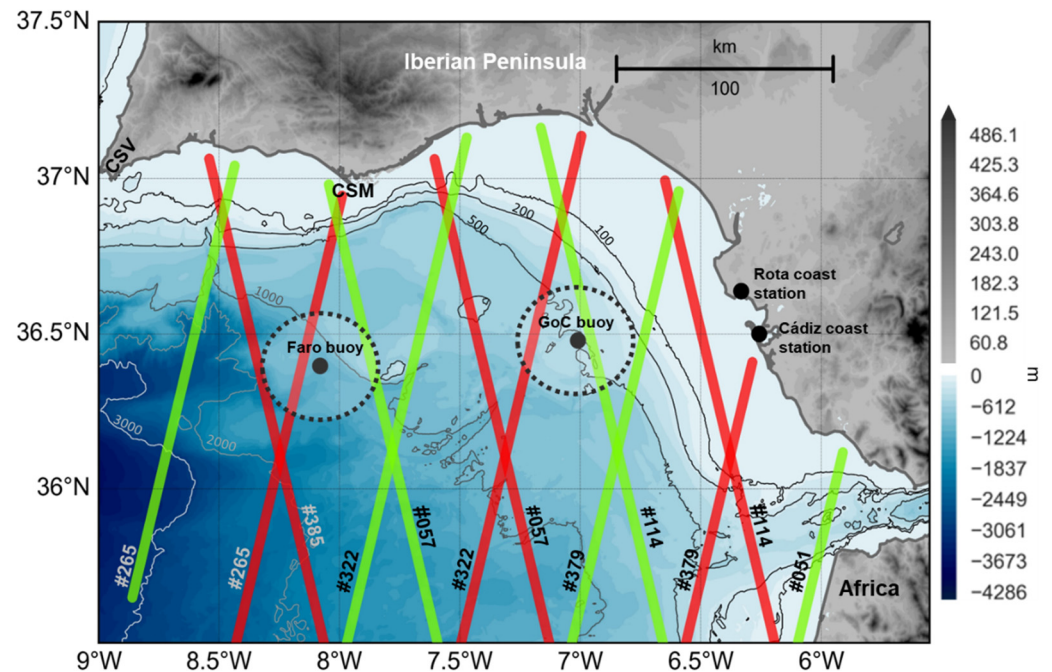 37.5°N
km
Iberian Peninsula
100
486.1
425.3
CSV
37°N
364.6
CSM
303.8
200
243.0
500
100
182.3
Rota coast
station
121.5
1000
36.5°N
GoC buoy
Cádiz coast
station
60.8
Faro buoy
0
m
-612
3000
2000
-1224
36°N
-1837
-2449
#265
#265
#385
#322
#057
#322
#057
#379
#114
#379
#114
#051
-3061
-3673
Africa
-4286
9°W
8.5°W
8°W
7.5°W
7°W
6.5°W
6°W